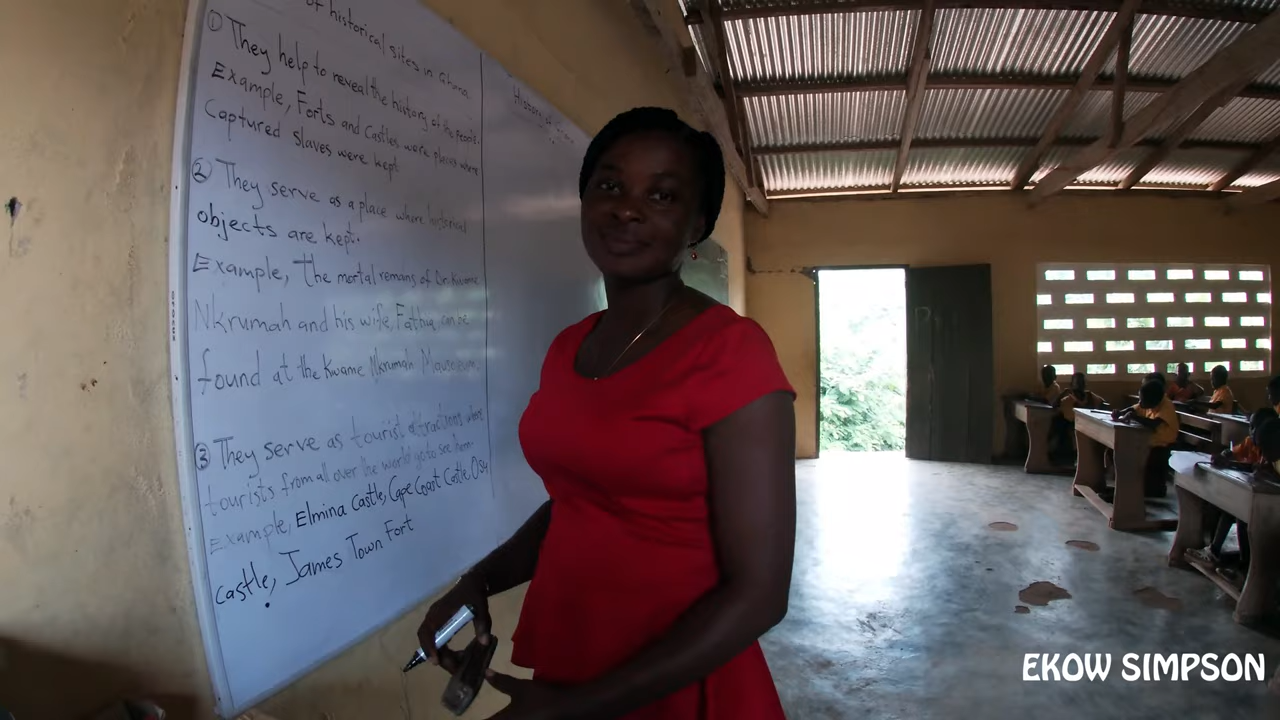 of historical sites in Ghana.
① They help to reveal the history of the people.
Example, Forts and Castles were places where
Captured slaves were kept
② They serve as a place where historical
objects are kept.
Example, The mortal remains of Dr. Kwame
Nkrumah and his wife, Fathia, can be
found at the Kwame Nkrumah Mausoleum.
③ They serve as tourist attractions where
tourists from all over the world go to see them.
Example, Elmina Castle, Cape Coast Castle, Osu
castle, James Town Fort
History of
EKOW SIMPSON